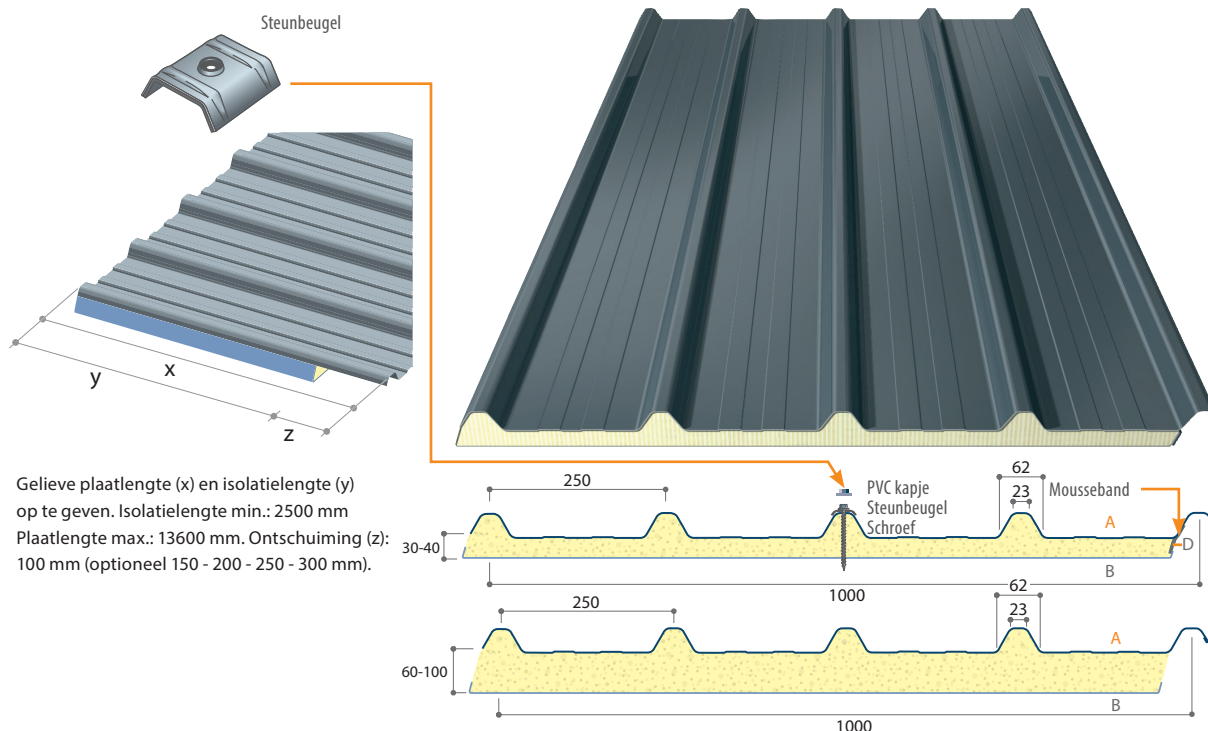 Steunbeugel
x
y
z
Gelieve plaatlengte (x) en isolatielengte (y)
op te geven. Isolatielengte min.: 2500 mm
Plaatlengte max.: 13600 mm. Ontschuiming (z):
100 mm (optioneel 150 - 200 - 250 - 300 mm).
250
PVC kapje
Steunbeugel
Schroef
62
23
Mousseband
A
30-40
D
B
1000
250
62
23
A
60-100
B
1000